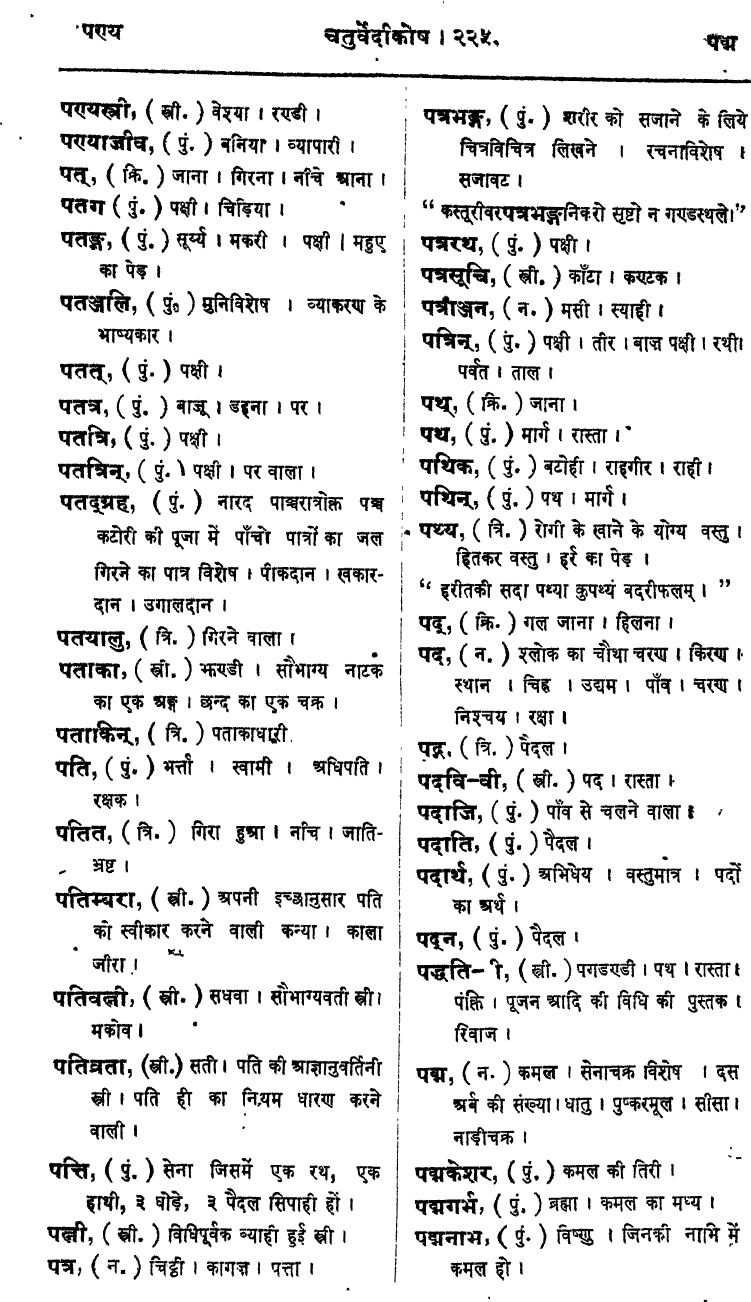 पण्य
चतुर्वेदीकोष । २२५.
पद्म
पण्यस्त्री, ( स्त्री. ) वेश्या । रण्डी ।
पण्याजीव, ( पुं. ) बनिया । व्यापारी ।
पत्, ( क्रि. ) जाना । गिरना । नीचे आना ।
पतग ( पुं. ) पक्षी । चिड़िया ।
पतङ्ग, ( पुं. ) सूर्य्य । मकरी । पक्षी । महुए
का पेड़ ।
पतञ्जलि, ( पुं० ) मुनिविशेष । व्याकरण के
भाष्यकार ।
पतत्, ( पुं. ) पक्षी ।
पतत्र, ( पुं. ) बाजू । डहना । पर ।
पतत्रि, ( पुं. ) पक्षी ।
पतत्रिन्, ( पुं. ) पक्षी । पर वाला ।
पतद्ग्रह, ( पुं. ) नारद पाञ्चरात्रोक्त पञ्च
कटोरी की पूजा में पाँचो पात्रों का जल
गिरने का पात्र विशेष । पीकदान । खकार-
दान । उगालदान ।
पतयालु, ( त्रि. ) गिरने वाला ।
पताका, ( स्त्री. ) झण्डी । सौभाग्य नाटक
का एक अङ्ग । छन्द का एक चक्र ।
पताकिन्, ( त्रि. ) पताकाधारी
पति, ( पुं. ) भर्त्ता । स्वामी । अधिपति ।
रक्षक ।
पतित, ( त्रि. ) गिरा हुआ । नीच । जाति-
भ्रष्ट ।
पतिम्बरा, ( स्त्री. ) अपनी इच्छानुसार पति
को स्वीकार करने वाली कन्या । काला
जीरा ।
पतिवत्नी, ( स्त्री. ) सधवा । सौभाग्यवती स्त्री।
मकोव ।
पतिव्रता, (स्त्री.) सती। पति की आज्ञानुवर्तिनी
स्त्री । पति ही का नियम धारण करने
वाली ।
पत्ति, ( पुं. ) सेना जिसमें एक रथ, एक
हाथी, ३ घोड़े, ३ पैदल सिपाही हों ।
पत्नी, ( स्त्री. ) विधिपूर्वक व्याही हुई स्त्री ।
पत्र, ( न. ) चिट्ठी । कागज़ । पत्ता ।
पत्रभङ्ग, ( पुं. ) शरीर को सजाने के लिये
चित्रविचित्र लिखने । रचनाविशेष ।
सजावट ।
“ कस्तूरीवरपत्रभङ्गनिकरो सृष्टो न गण्डस्थले।”
पत्ररथ, ( पुं. ) पक्षी ।
पत्रसूचि, ( स्त्री. ) काँटा । कण्टक ।
पत्राञ्जन, ( न. ) मसी । स्याही ।
पत्रिन्, ( पुं. ) पक्षी । तीर । बाज़ पक्षी । रथी।
पर्वत । ताल ।
पथ्, ( क्रि. ) जाना ।
पथ, ( पुं. ) मार्ग । रास्ता ।
पथिक, ( पुं. ) बटोही । राहगीर । राही ।
पथिन्, ( पुं. ) पथ । मार्ग ।
पथ्य, ( त्रि. ) रोगी के खाने के योग्य वस्तु ।
हितकर वस्तु । हर्र का पेड़ ।
“ हरीतकी सदा पथ्या कुपथ्यं बदरीफलम् । ”
पद्, ( क्रि. ) गल जाना । हिलना ।
पद, ( न. ) श्लोक का चौथा चरण । किरण ।
स्थान । चिह्न । उद्यम । पाँव । चरण ।
निश्चय । रक्षा ।
पद्ग, ( त्रि. ) पैदल ।
पदवि-वी, ( स्त्री. ) पद । रास्ता ।
पदाजि, ( पुं. ) पाँव से चलने वाला ।
पदाति, ( पुं. ) पैदल ।
पदार्थ, ( पुं. ) अभिधेय । वस्तुमात्र । पदों
का अर्थ ।
पद्न, ( पुं. ) पैदल ।
पद्धति-ी, ( स्त्री. ) पगडण्डी । पथ । रास्ता।
पंक्ति । पूजन आदि की विधि की पुस्तक ।
रिवाज ।
पद्म, ( न. ) कमल । सेनाचक्र विशेष । दस
अर्ब की संख्या। धातु । पुष्करमूल । सीसा।
नाड़ीचक्र ।
पद्मकेशर, ( पुं. ) कमल की तिरी ।
पद्मगर्भ, ( पुं. ) ब्रह्मा । कमल का मध्य ।
पद्मनाभ, ( पुं. ) विष्णु । जिनकी नाभि में
कमल हो ।